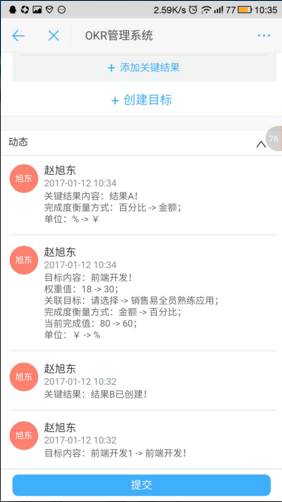 2.59K/s 77 10:35
OKR管理系统
+ 添加关键结果
+ 创建目标
动态
76
旭东
赵旭东
2017-01-12 10:34
关键结果内容：结果A！
完成度衡量方式：百分比 -> 金额；
单位：% -> ￥
旭东
赵旭东
2017-01-12 10:34
目标内容：前端开发！
权重值：18 -> 30；
关联目标：请选择 -> 销售易全员熟练应用；
完成度衡量方式：金额 -> 百分比；
当前完成值：80 -> 60；
单位：￥ -> %
旭东
赵旭东
2017-01-12 10:32
关键结果：结果B已创建！
旭东
赵旭东
2017-01-12 10:32
目标内容：前端开发1 -> 前端开发！
提交